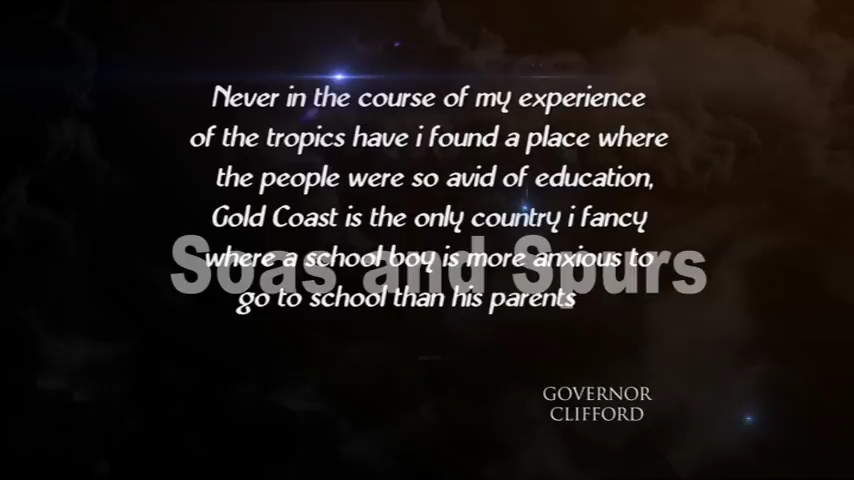 Never in the course of my experience
of the tropics have i found a place where
the people were so avid of education,
Gold Coast is the only country i fancy
where a school boy is more anxious to
Soas and Spurs
go to school than his parents
GOVERNOR
CLIFFORD